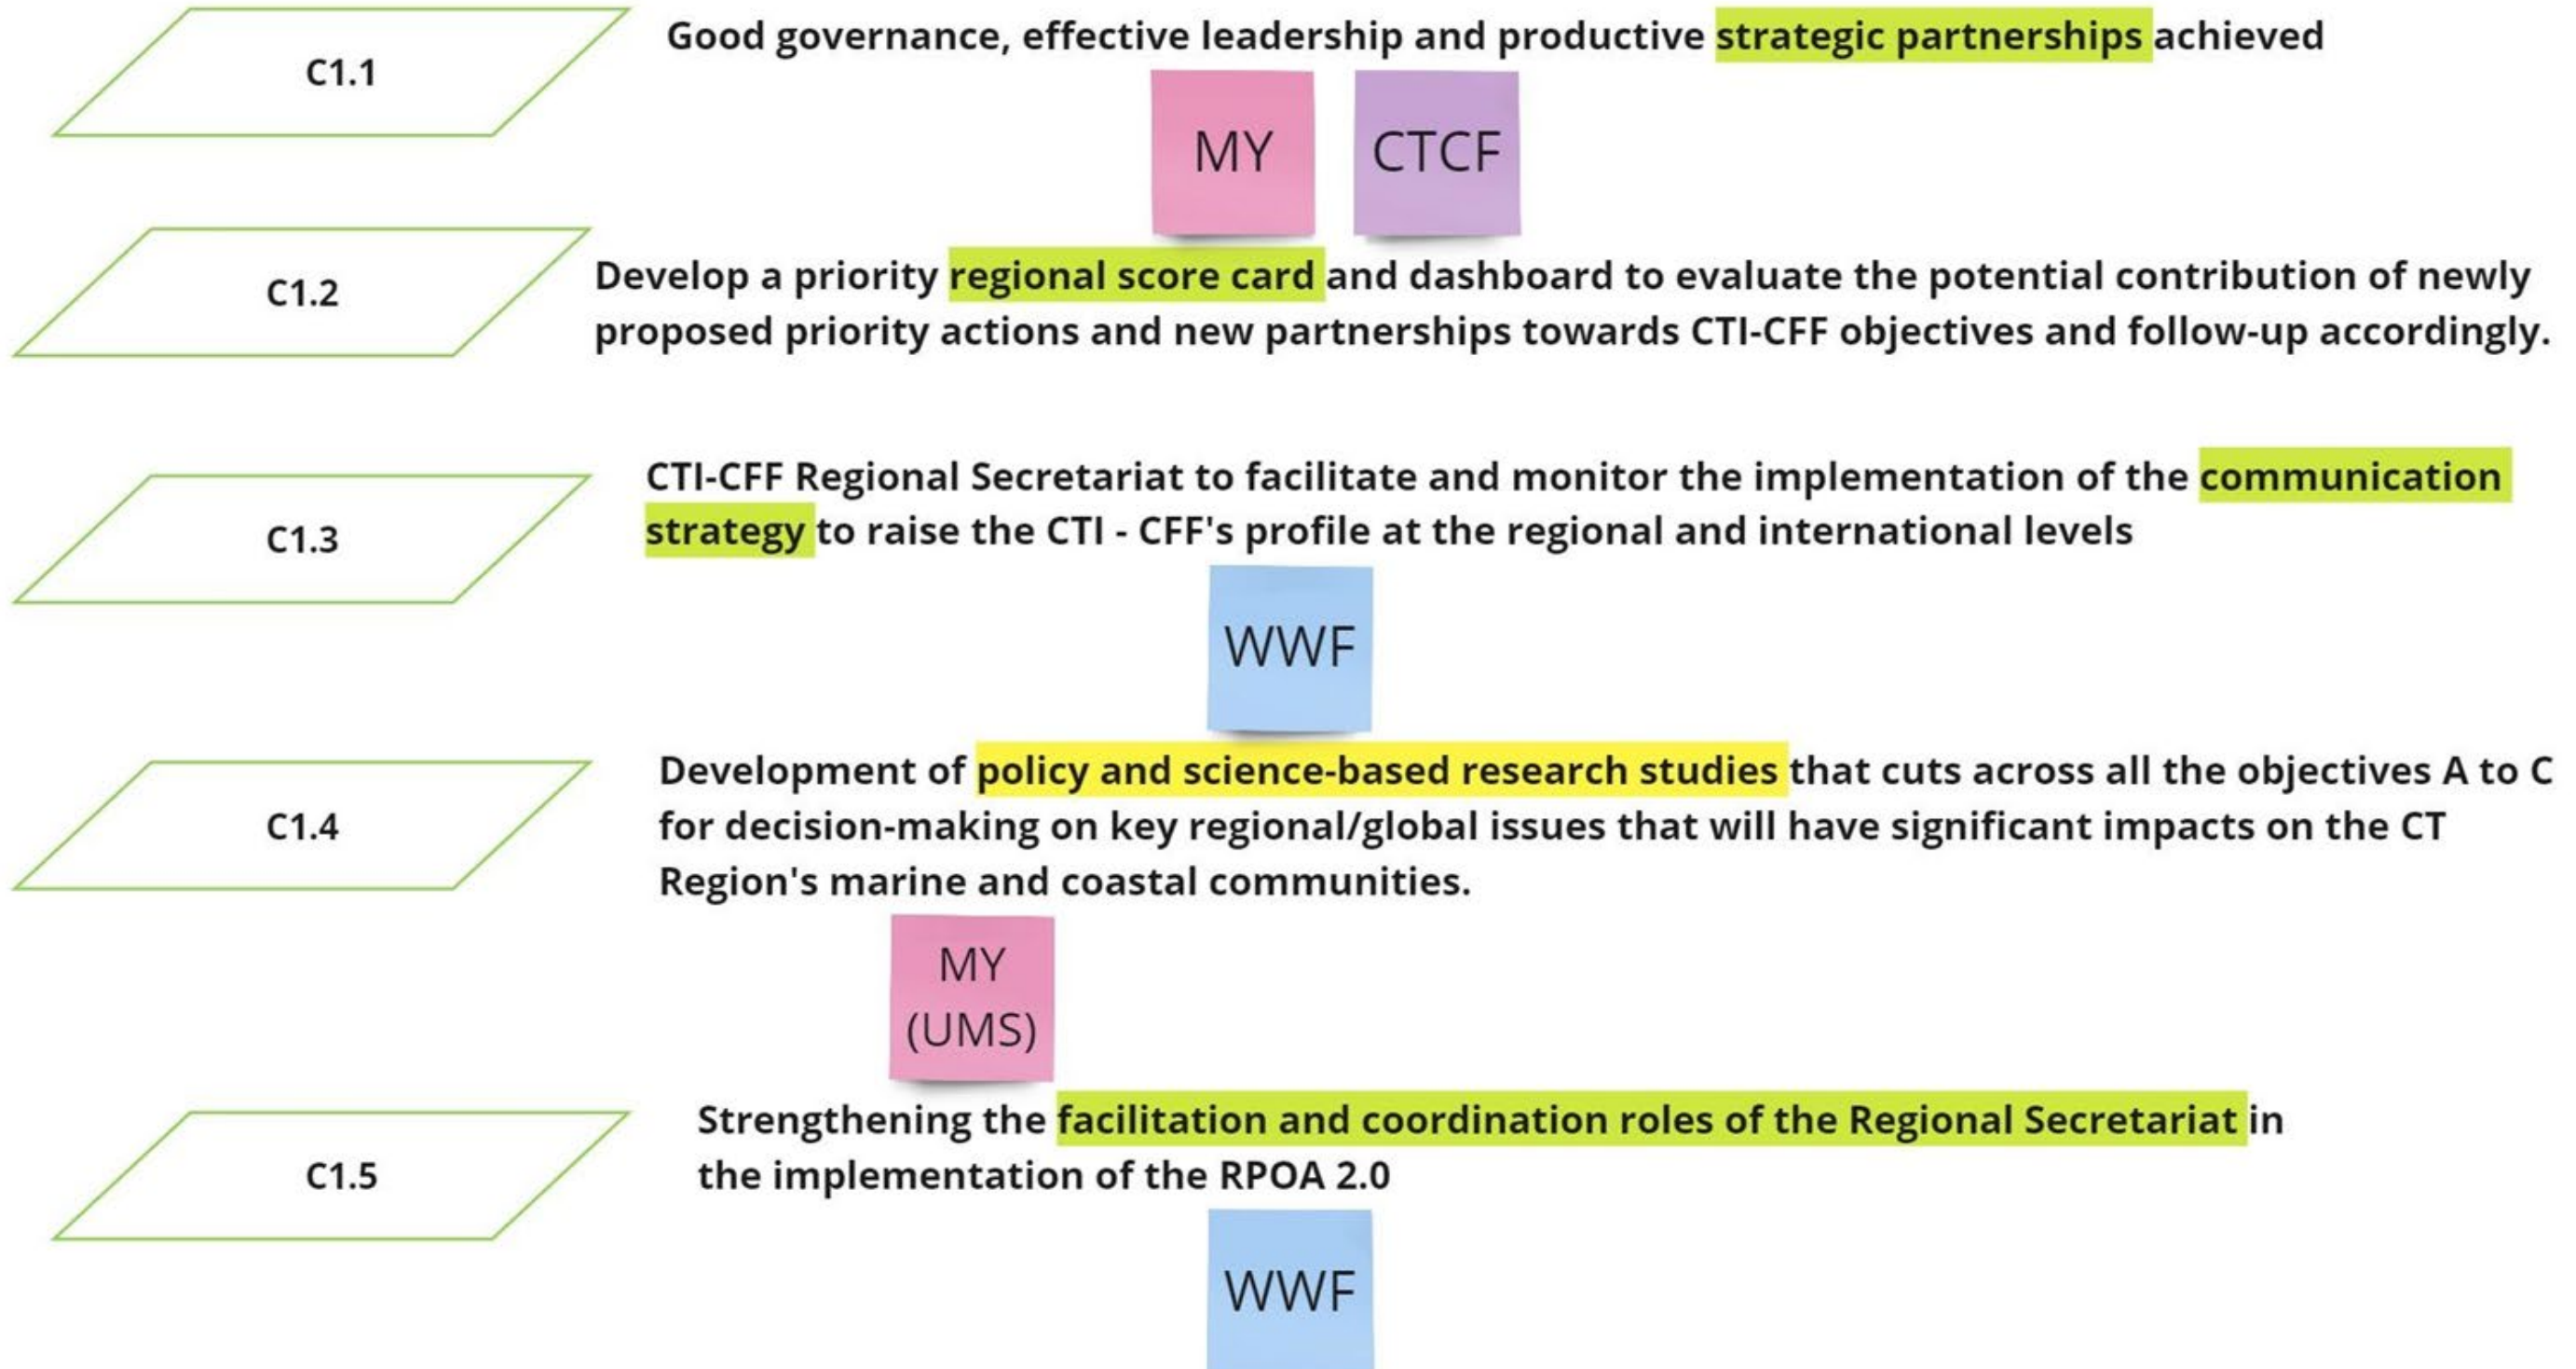 C1.1
Good governance, effective leadership and productive strategic partnerships achieved
MY
CTCF
C1.2
Develop a priority regional score card and dashboard to evaluate the potential contribution of newly
proposed priority actions and new partnerships towards CTI-CFF objectives and follow-up accordingly.
C1.3
CTI-CFF Regional Secretariat to facilitate and monitor the implementation of the communication
strategy to raise the CTI - CFF's profile at the regional and international levels
WWF
C1.4
Development of policy and science-based research studies that cuts across all the objectives A to C
for decision-making on key regional/global issues that will have significant impacts on the CT
Region's marine and coastal communities.
MY
(UMS)
C1.5
Strengthening the facilitation and coordination roles of the Regional Secretariat in
the implementation of the RPOA 2.0
WWF